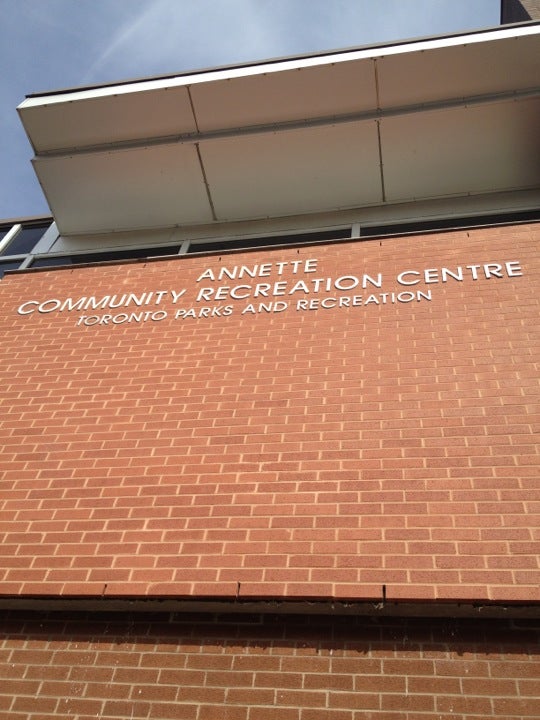 ANNETTE
COMMUNITY RECREATION CENTRE
TORONTO PARKS AND RECREATION